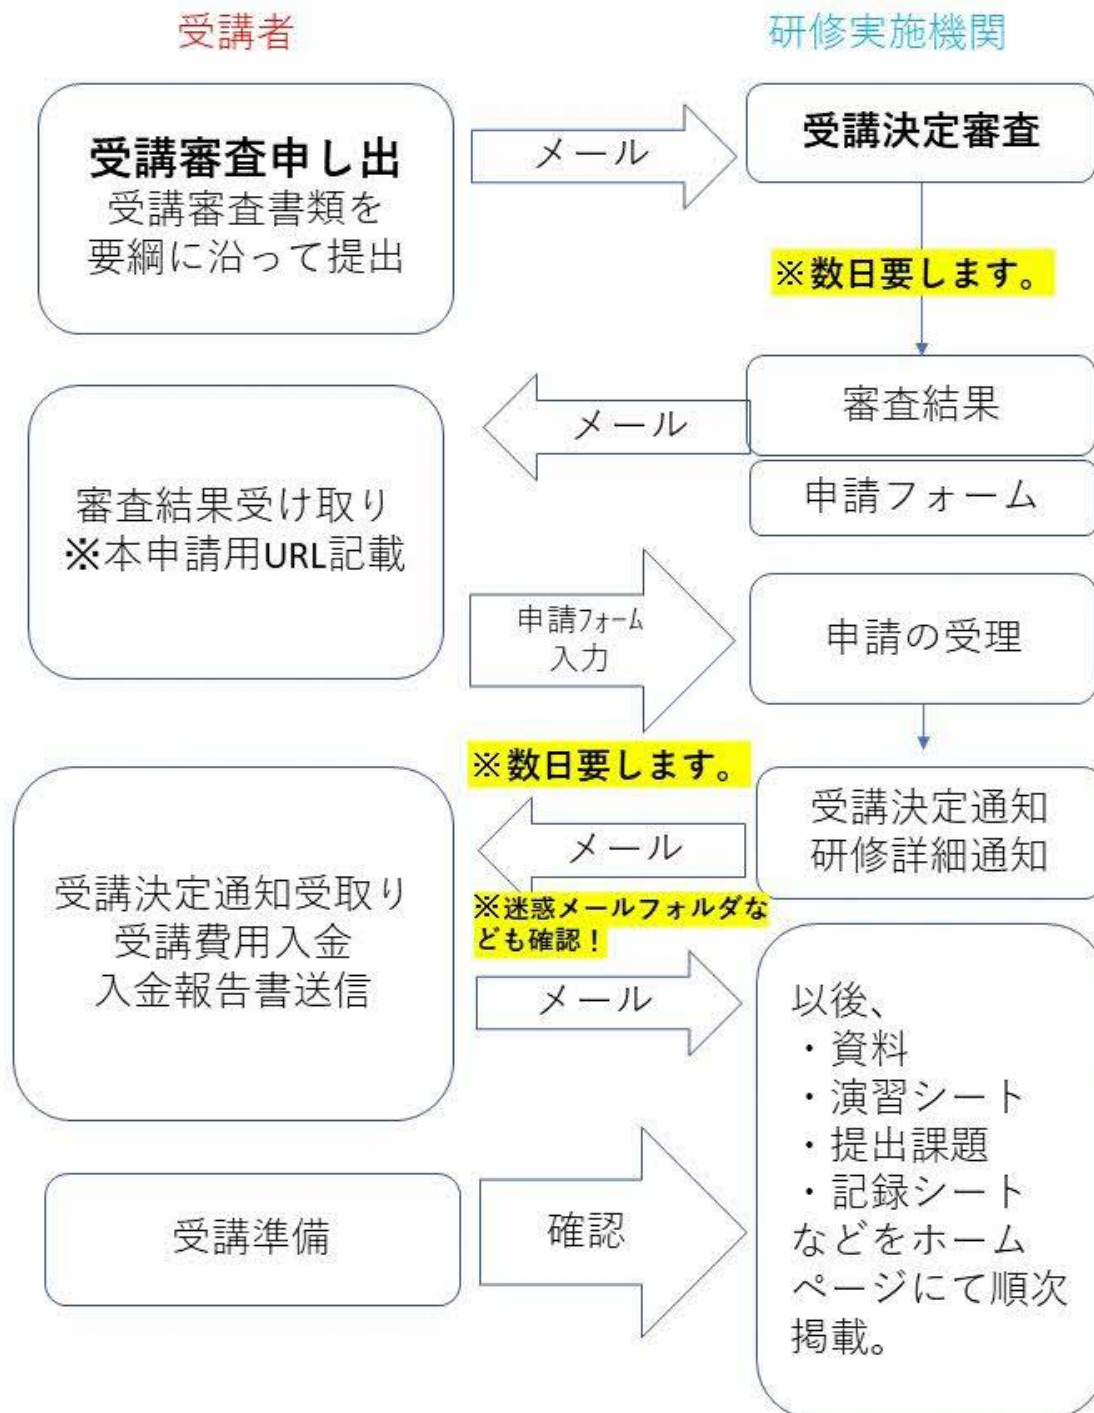 受講者
研修実施機関
受講審査申し出
受講審査書類を
要綱に沿って提出
メール
受講決定審査
※数日要します。
審査結果
メール
申請フォーム
審査結果受け取り
※本申請用URL記載
申請フォーム
入力
申請の受理
※数日要します。
受講決定通知
研修詳細通知
メール
※迷惑メールフォルダな
ども確認！
受講決定通知受取り
受講費用入金
入金報告書送信
メール
以後、
・資料
・演習シート
・提出課題
・記録シート
などをホーム
ページにて順次
掲載。
受講準備
確認